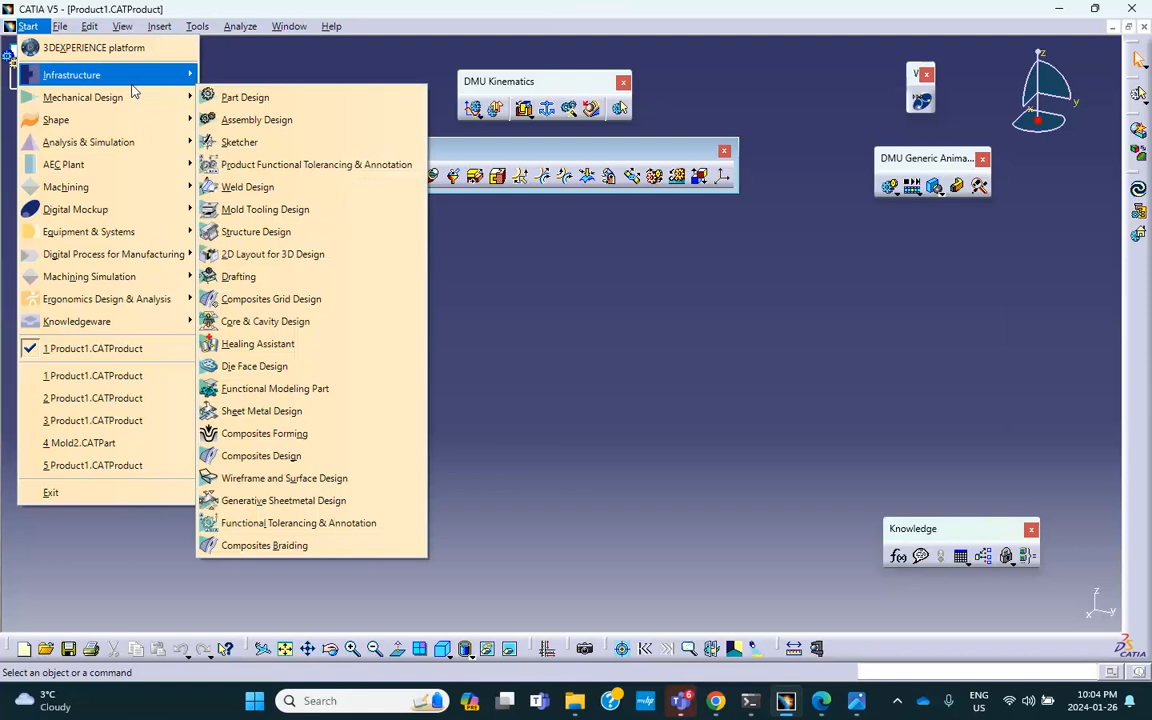 CATIA V5 - [Product1.CATProduct]
Start File Edit View Insert Tools Analyze Window Help
3DEXPERIENCE platform
Infrastructure
Mechanical Design
Shape
Analysis & Simulation
AEC Plant
Machining
Digital Mockup
Equipment & Systems
Digital Process for Manufacturing
Machining Simulation
Ergonomics Design & Analysis
Knowledgeware
1 Product1.CATProduct
1 Product1.CATProduct
2 Product1.CATProduct
3 Product1.CATProduct
4 Mold2.CATPart
5 Product1.CATProduct
Exit
Part Design
Assembly Design
Sketcher
Product Functional Tolerancing & Annotation
Weld Design
Mold Tooling Design
Structure Design
2D Layout for 3D Design
Drafting
Composites Grid Design
Core & Cavity Design
Healing Assistant
Die Face Design
Functional Modeling Part
Sheet Metal Design
Composites Forming
Composites Design
Wireframe and Surface Design
Generative Sheetmetal Design
Functional Tolerancing & Annotation
Composites Braiding
DMU Kinematics
V...
DMU Generic Anima...
Knowledge
f(x)
z
y
x
z
y
x
CATIA
Select an object or a command
3°C
Cloudy
Search
6
ENG
US
10:04 PM
2024-01-26